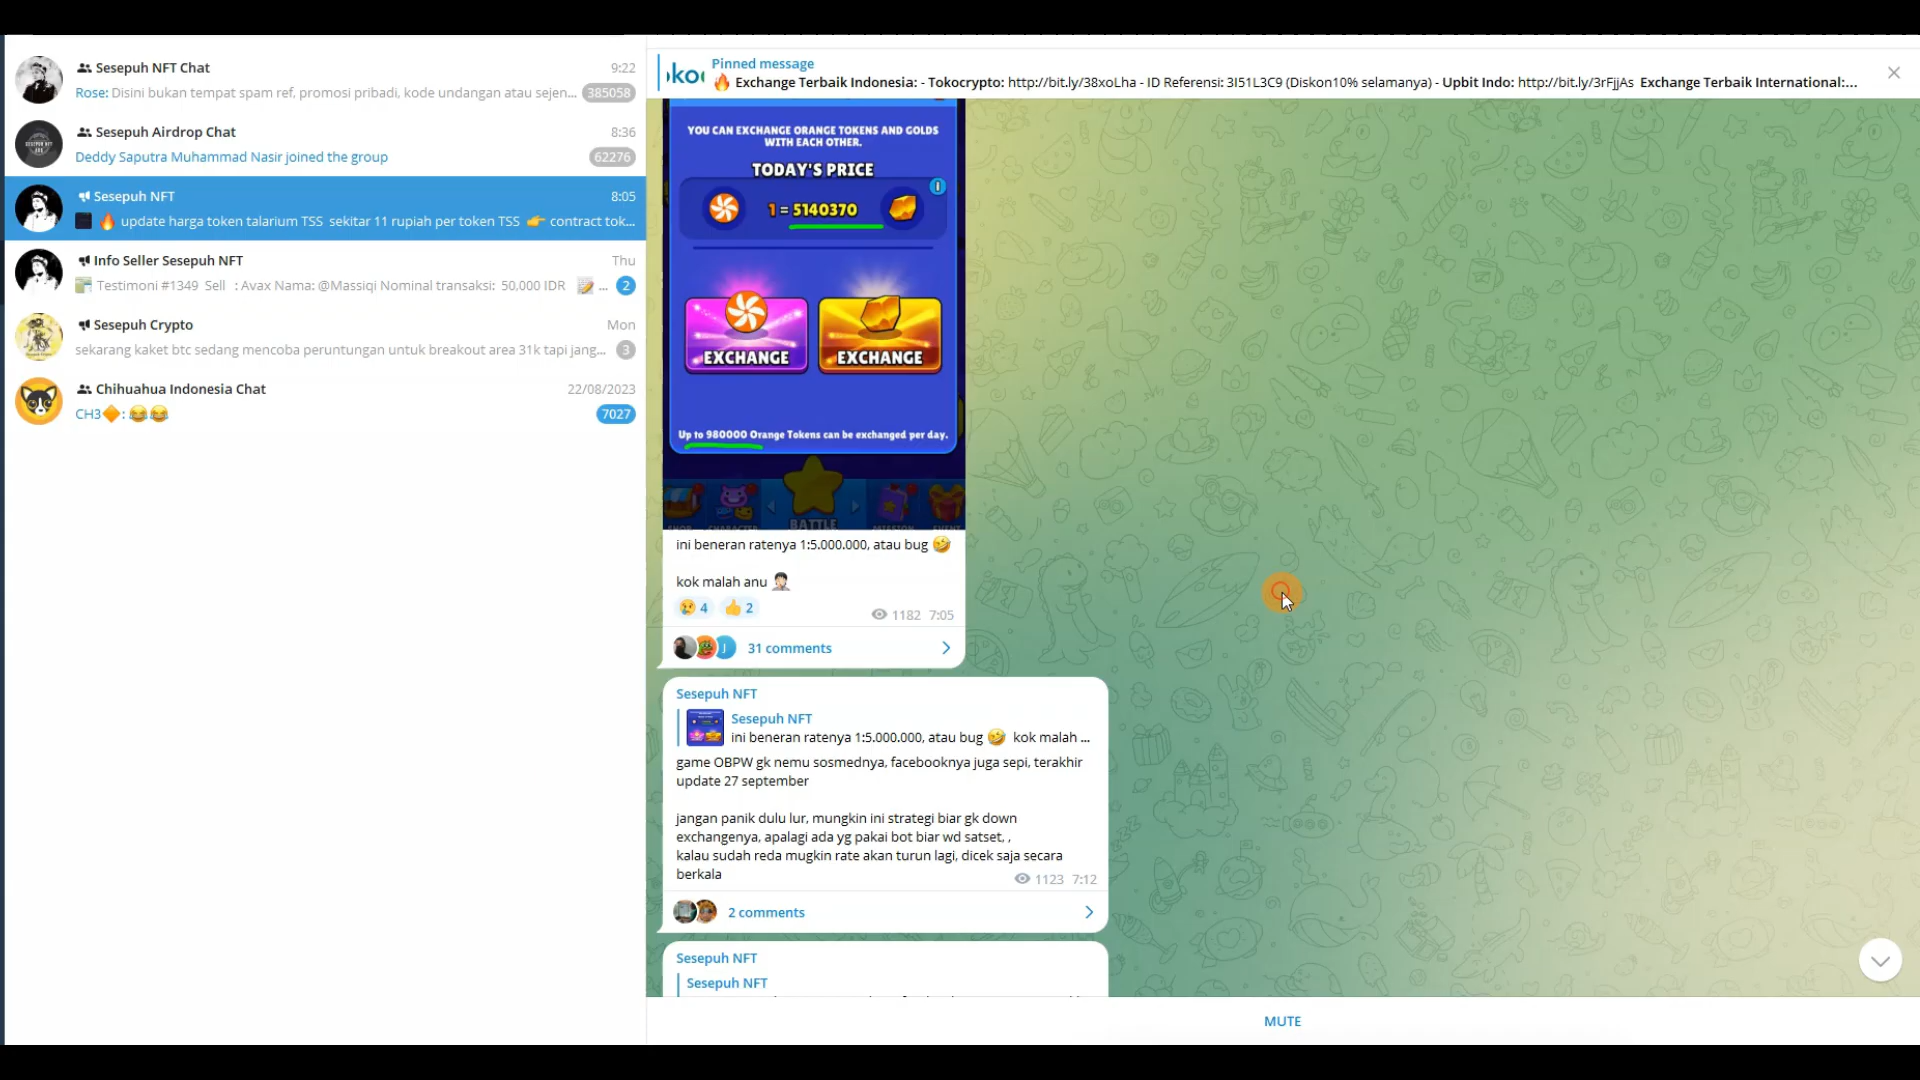 Sesepuh NFT Chat 9:22
Rose: Disini bukan tempat spam ref, promosi pribadi, kode undangan atau sejen... 385058
Sesepuh Airdrop Chat 8:36
Deddy Saputra Muhammad Nasir joined the group 62276
Sesepuh NFT 8:05
🔥 update harga token talarium TSS sekitar 11 rupiah per token TSS 👉 contract tok...
Info Seller Sesepuh NFT Thu
Testimoni #1349 Sell : Avax Nama: @Massiqi Nominal transaksi: 50,000 IDR 📝 ... 2
Sesepuh Crypto Mon
sekarang kaket btc sedang mencoba peruntungan untuk breakout area 31k tapi jang... 3
Chihuahua Indonesia Chat 22/08/2023
CH3🔶: 😂😂 7027
Pinned message
🔥 Exchange Terbaik Indonesia: - Tokocrypto: http://bit.ly/38xoLha - ID Referensi: 3I51L3C9 (Diskon10% selamanya) - Upbit Indo: http://bit.ly/3rFjjAs Exchange Terbaik International:...
YOU CAN EXCHANGE ORANGE TOKENS AND GOLDS
WITH EACH OTHER.
TODAY'S PRICE
1 = 5140370
EXCHANGE EXCHANGE
Up to 980000 Orange Tokens can be exchanged per day.
SHOP CHARACTER BATTLE MISSION EVENT
ini beneran ratenya 1:5.000.000, atau bug 🤣
kok malah anu 🤦🏻‍♂️
😢 4 👍 2
1182 7:05
J 31 comments
Sesepuh NFT
Sesepuh NFT
ini beneran ratenya 1:5.000.000, atau bug 🤣 kok malah ...
game OBPW gk nemu sosmednya, facebooknya juga sepi, terakhir
update 27 september
jangan panik dulu lur, mungkin ini strategi biar gk down
exchangenya, apalagi ada yg pakai bot biar wd satset, ,
kalau sudah reda mugkin rate akan turun lagi, dicek saja secara
berkala
1123 7:12
2 comments
Sesepuh NFT
Sesepuh NFT
MUTE